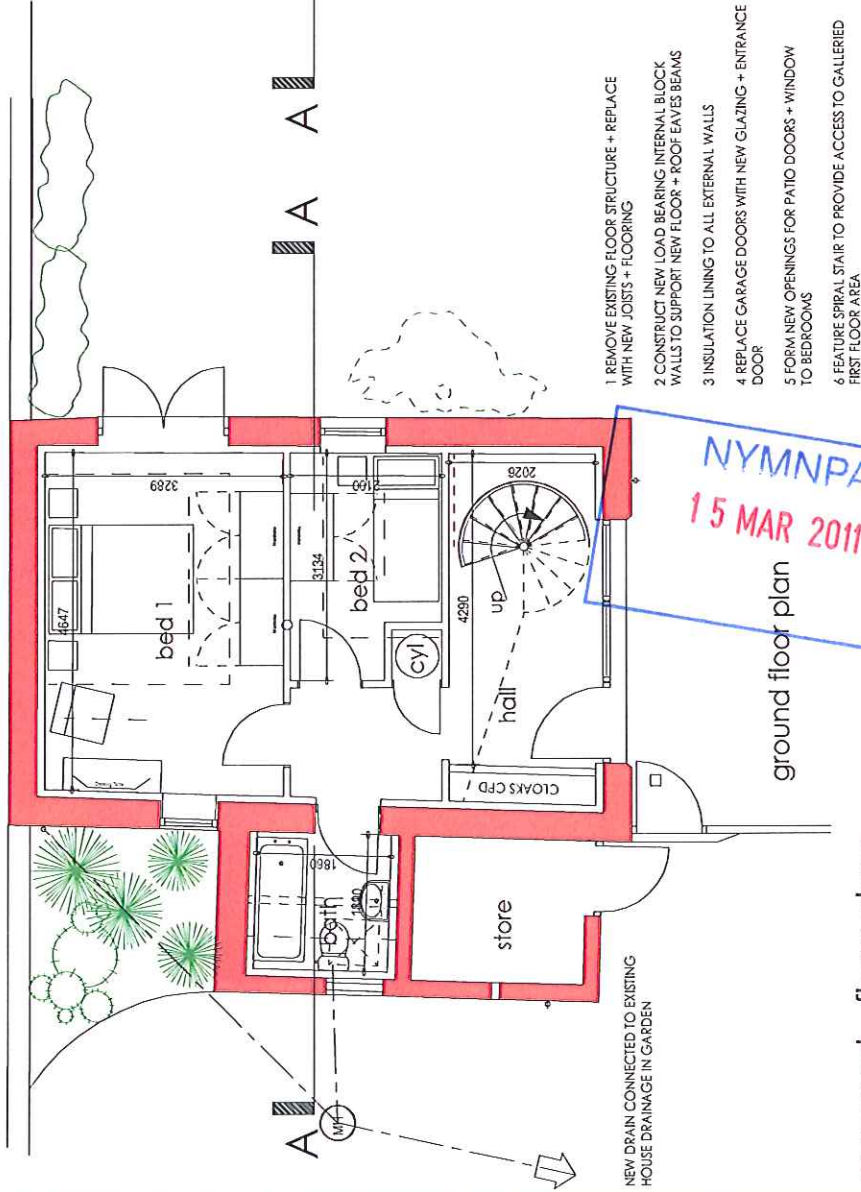 A
A
A
4647
3289
bed 1
3134
2100
bed 2
cyl
4290
2026
up
hall
CLOAKS CPD
1860
bath
1890
store
MH
NEW DRAIN CONNECTED TO EXISTING
HOUSE DRAINAGE IN GARDEN
ground floor plan
NYMNPA
15 MAR 2011
1 REMOVE EXISTING FLOOR STRUCTURE + REPLACE
WITH NEW JOISTS + FLOORING
2 CONSTRUCT NEW LOAD BEARING INTERNAL BLOCK
WALLS TO SUPPORT NEW FLOOR + ROOF EAVES BEAMS
3 INSULATION LINING TO ALL EXTERNAL WALLS
4 REPLACE GARAGE DOORS WITH NEW GLAZING + ENTRANCE
DOOR
5 FORM NEW OPENINGS FOR PATIO DOORS + WINDOW
TO BEDROOMS
6 FEATURE SPIRAL STAIR TO PROVIDE ACCESS TO GALLERIED
FIRST FLOOR AREA